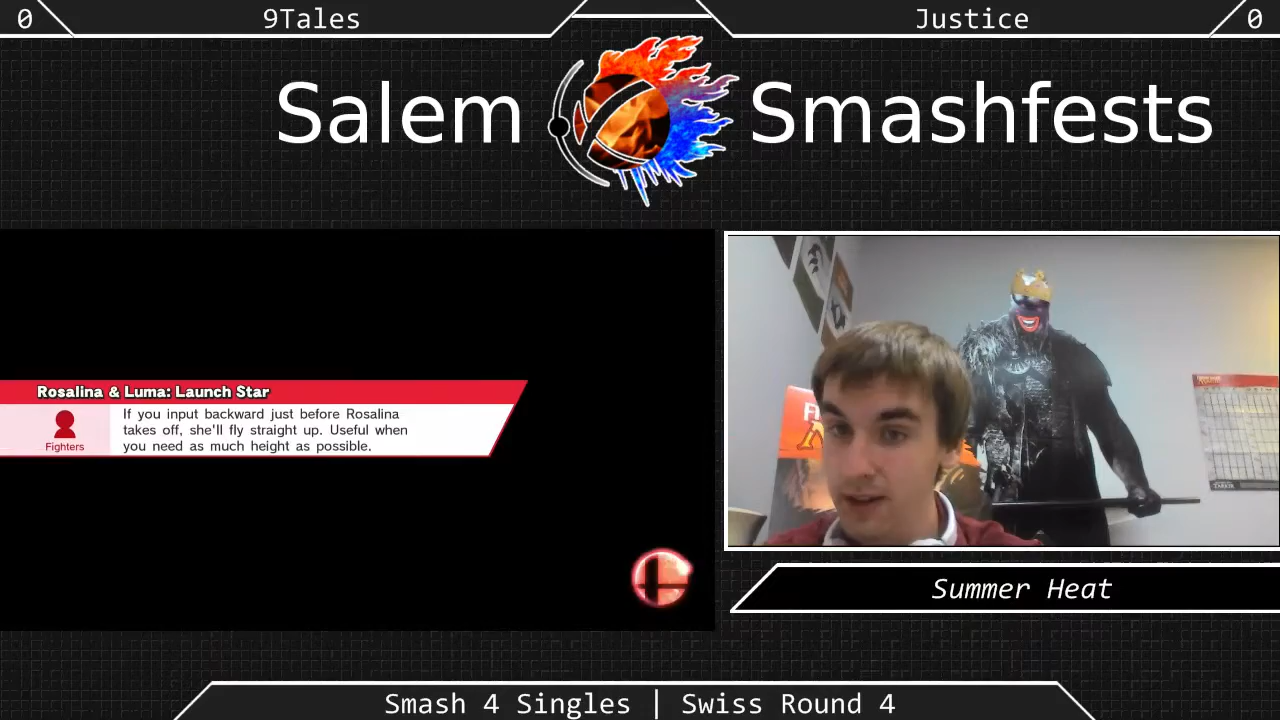 0 9Tales Justice 0
Salem Smashfests
Rosalina & Luma: Launch Star
If you input backward just before Rosalina
takes off, she'll fly straight up. Useful when
you need as much height as possible.
Fighters
Summer Heat
Smash 4 Singles | Swiss Round 4